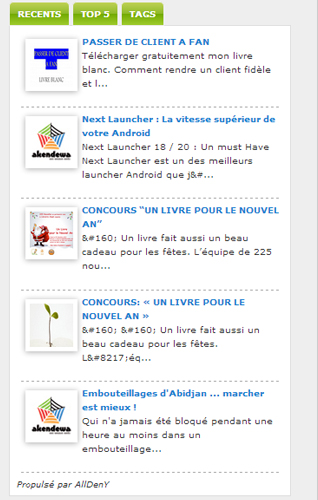 RECENTS TOP 5 TAGS
PASSER DE CLIENT A FAN
PASSER DE CLIENT
A FAN
LIVRE BLANC
Télécharger gratuitement mon livre
blanc. Comment rendre un client fidèle
et l...
Next Launcher : La vitesse supérieur de
votre Android
akendewa
Next Launcher 18 / 20 : Un must Have
Next Launcher est un des meilleurs
launcher Android que j&#...
CONCOURS “UN LIVRE POUR LE NOUVEL
AN”
&#160; Un livre fait aussi un beau
cadeau pour les fêtes. L’équipe de 225
nou...
CONCOURS: « UN LIVRE POUR LE
NOUVEL AN »
&#160; &#160; Un livre fait aussi un
beau cadeau pour les fêtes.
L&#8217;éq...
Embouteillages d'Abidjan ... marcher
est mieux !
akendewa
Qui n'a jamais été bloqué pendant une
heure au moins dans un
embouteillage...
Propulsé par AllDenY